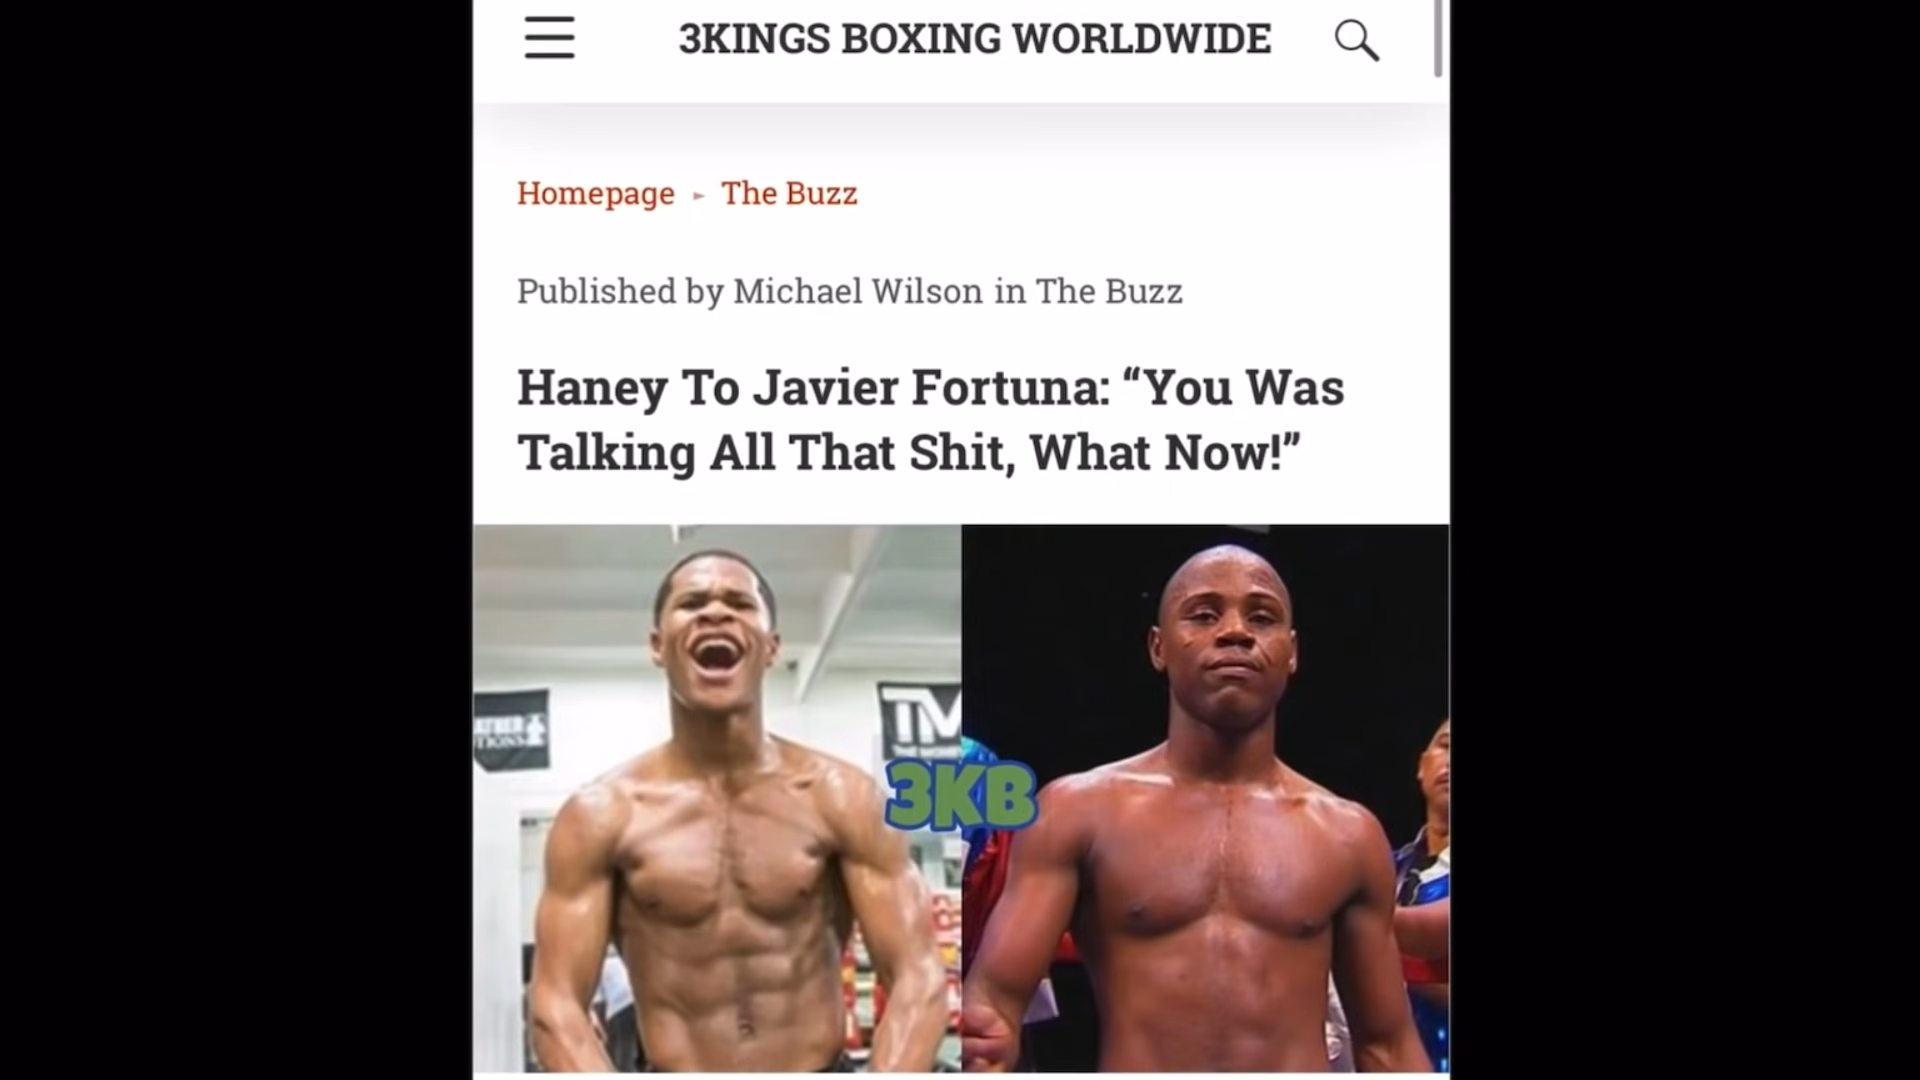 3KINGS BOXING WORLDWIDE
Homepage ► The Buzz
Published by Michael Wilson in The Buzz
Haney To Javier Fortuna: “You Was
Talking All That Shit, What Now!”
TM
3KB